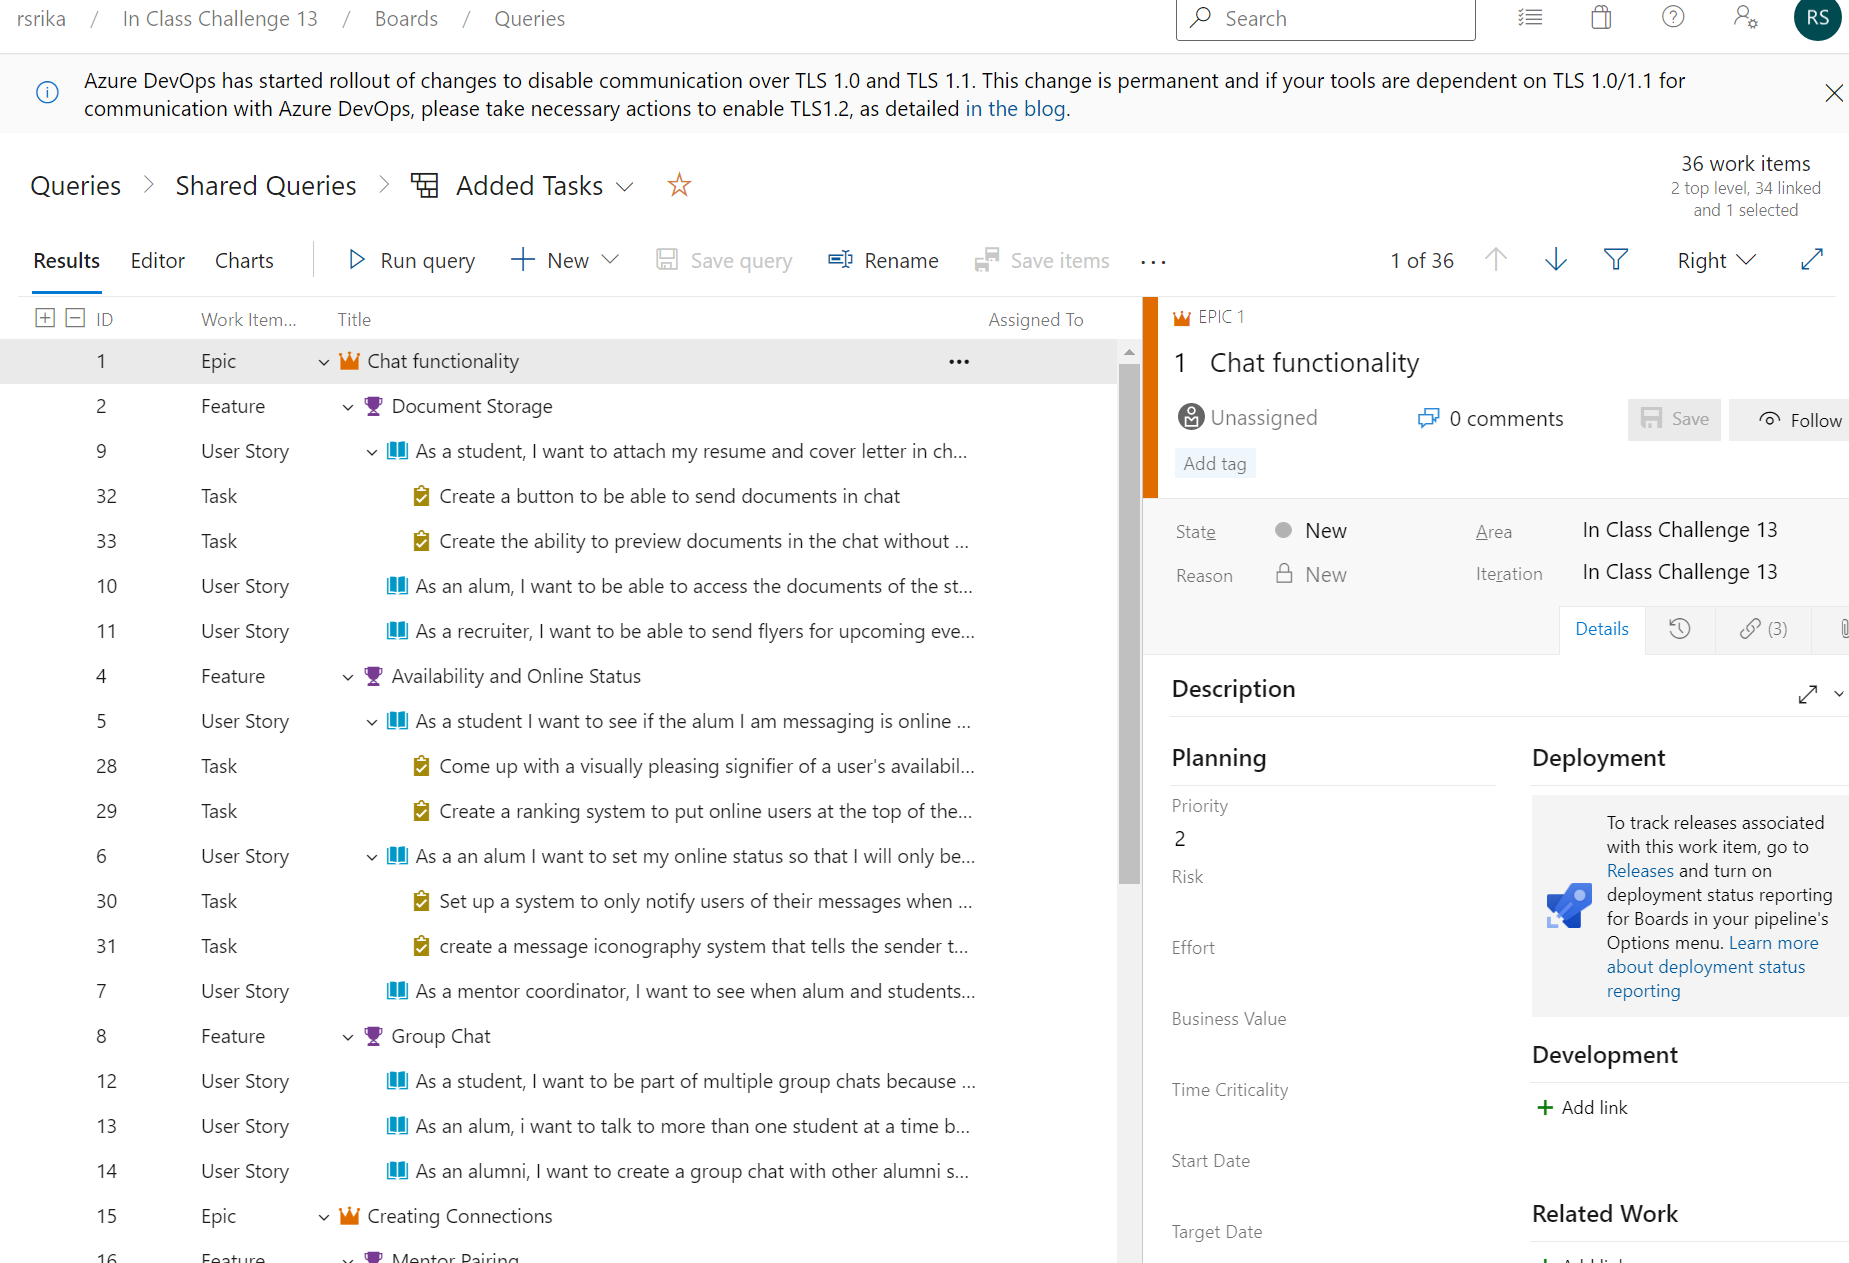 rsrika / In Class Challenge 13 / Boards / Queries
Search
RS
Azure DevOps has started rollout of changes to disable communication over TLS 1.0 and TLS 1.1. This change is permanent and if your tools are dependent on TLS 1.0/1.1 for
communication with Azure DevOps, please take necessary actions to enable TLS1.2, as detailed in the blog.
Queries > Shared Queries > Added Tasks
36 work items
2 top level, 34 linked
and 1 selected
Results Editor Charts Run query New Save query Rename Save items ... 1 of 36 Right
ID Work Item... Title Assigned To
1 Epic Chat functionality ...
2 Feature Document Storage
9 User Story As a student, I want to attach my resume and cover letter in ch...
32 Task Create a button to be able to send documents in chat
33 Task Create the ability to preview documents in the chat without ...
10 User Story As an alum, I want to be able to access the documents of the st...
11 User Story As a recruiter, I want to be able to send flyers for upcoming eve...
4 Feature Availability and Online Status
5 User Story As a student I want to see if the alum I am messaging is online ...
28 Task Come up with a visually pleasing signifier of a user's availabil...
29 Task Create a ranking system to put online users at the top of the...
6 User Story As a an alum I want to set my online status so that I will only be...
30 Task Set up a system to only notify users of their messages when ...
31 Task create a message iconography system that tells the sender t...
7 User Story As a mentor coordinator, I want to see when alum and students...
8 Feature Group Chat
12 User Story As a student, I want to be part of multiple group chats because ...
13 User Story As an alum, i want to talk to more than one student at a time b...
14 User Story As an alumni, I want to create a group chat with other alumni s...
15 Epic Creating Connections
16 Feature Mentor Pairing
EPIC 1
1 Chat functionality
Unassigned 0 comments Save Follow
Add tag
State New Area In Class Challenge 13
Reason New Iteration In Class Challenge 13
Details (3)
Description
Planning
Priority
2
Risk
Effort
Business Value
Time Criticality
Start Date
Target Date
Deployment
To track releases associated
with this work item, go to
Releases and turn on
deployment status reporting
for Boards in your pipeline's
Options menu. Learn more
about deployment status
reporting
Development
+ Add link
Related Work
Add link